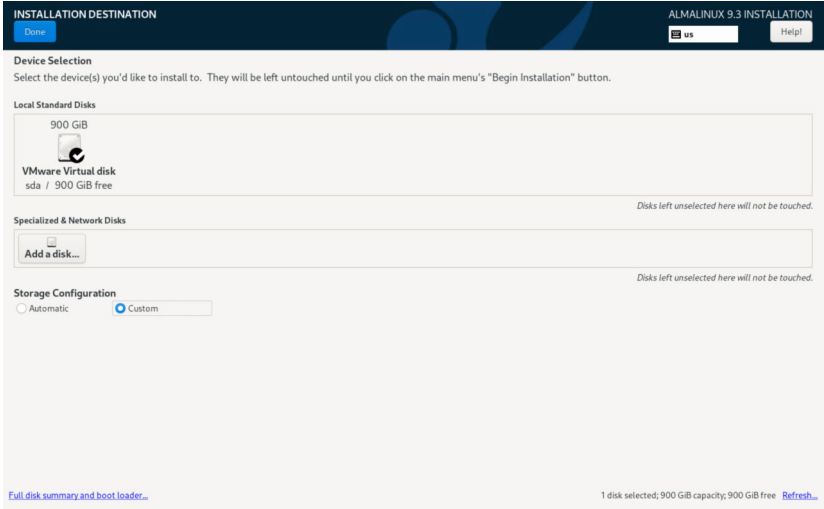 INSTALLATION DESTINATION
ALMALINUX 9.3 INSTALLATION
Done
us
Help!
Device Selection
Select the device(s) you'd like to install to. They will be left untouched until you click on the main menu's "Begin Installation" button.
Local Standard Disks
900 GiB
VMware Virtual disk
sda / 900 GiB free
Disks left unselected here will not be touched.
Specialized & Network Disks
Add a disk...
Disks left unselected here will not be touched.
Storage Configuration
Automatic
Custom
Full disk summary and boot loader...
1 disk selected; 900 GiB capacity; 900 GiB free Refresh...